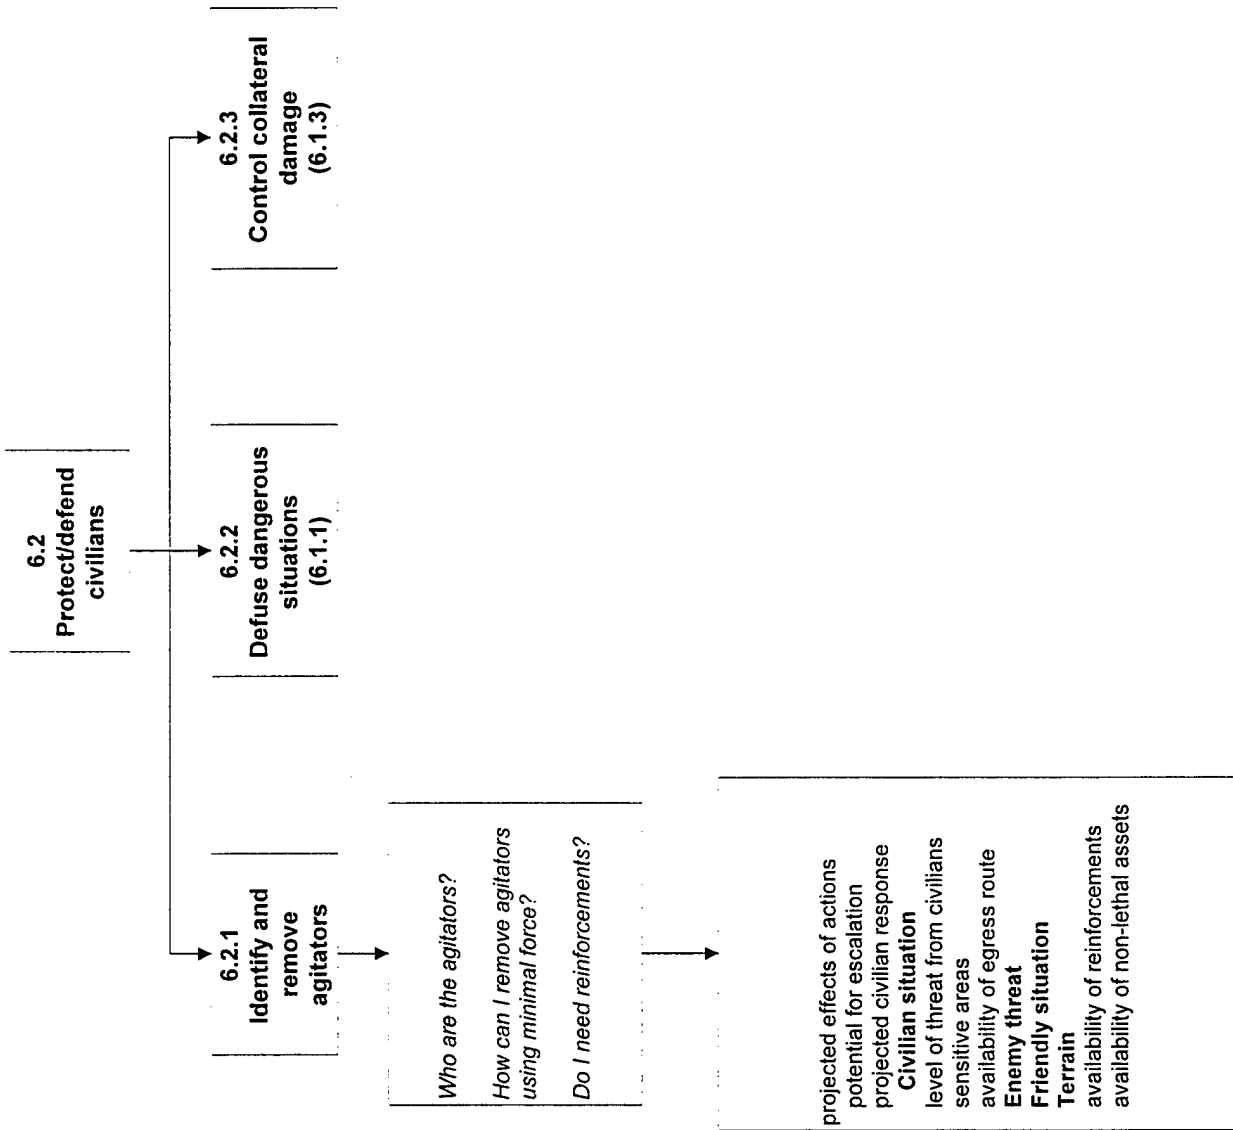 6.2
Protect/defend
civilians
6.2.1
Identify and
remove
agitators
6.2.2
Defuse dangerous
situations
(6.1.1)
6.2.3
Control collateral
damage
(6.1.3)
Who are the agitators?
How can I remove agitators
using minimal force?
Do I need reinforcements?
projected effects of actions
potential for escalation
projected civilian response
Civilian situation
level of threat from civilians
sensitive areas
availability of egress route
Enemy threat
Friendly situation
Terrain
availability of reinforcements
availability of non-lethal assets